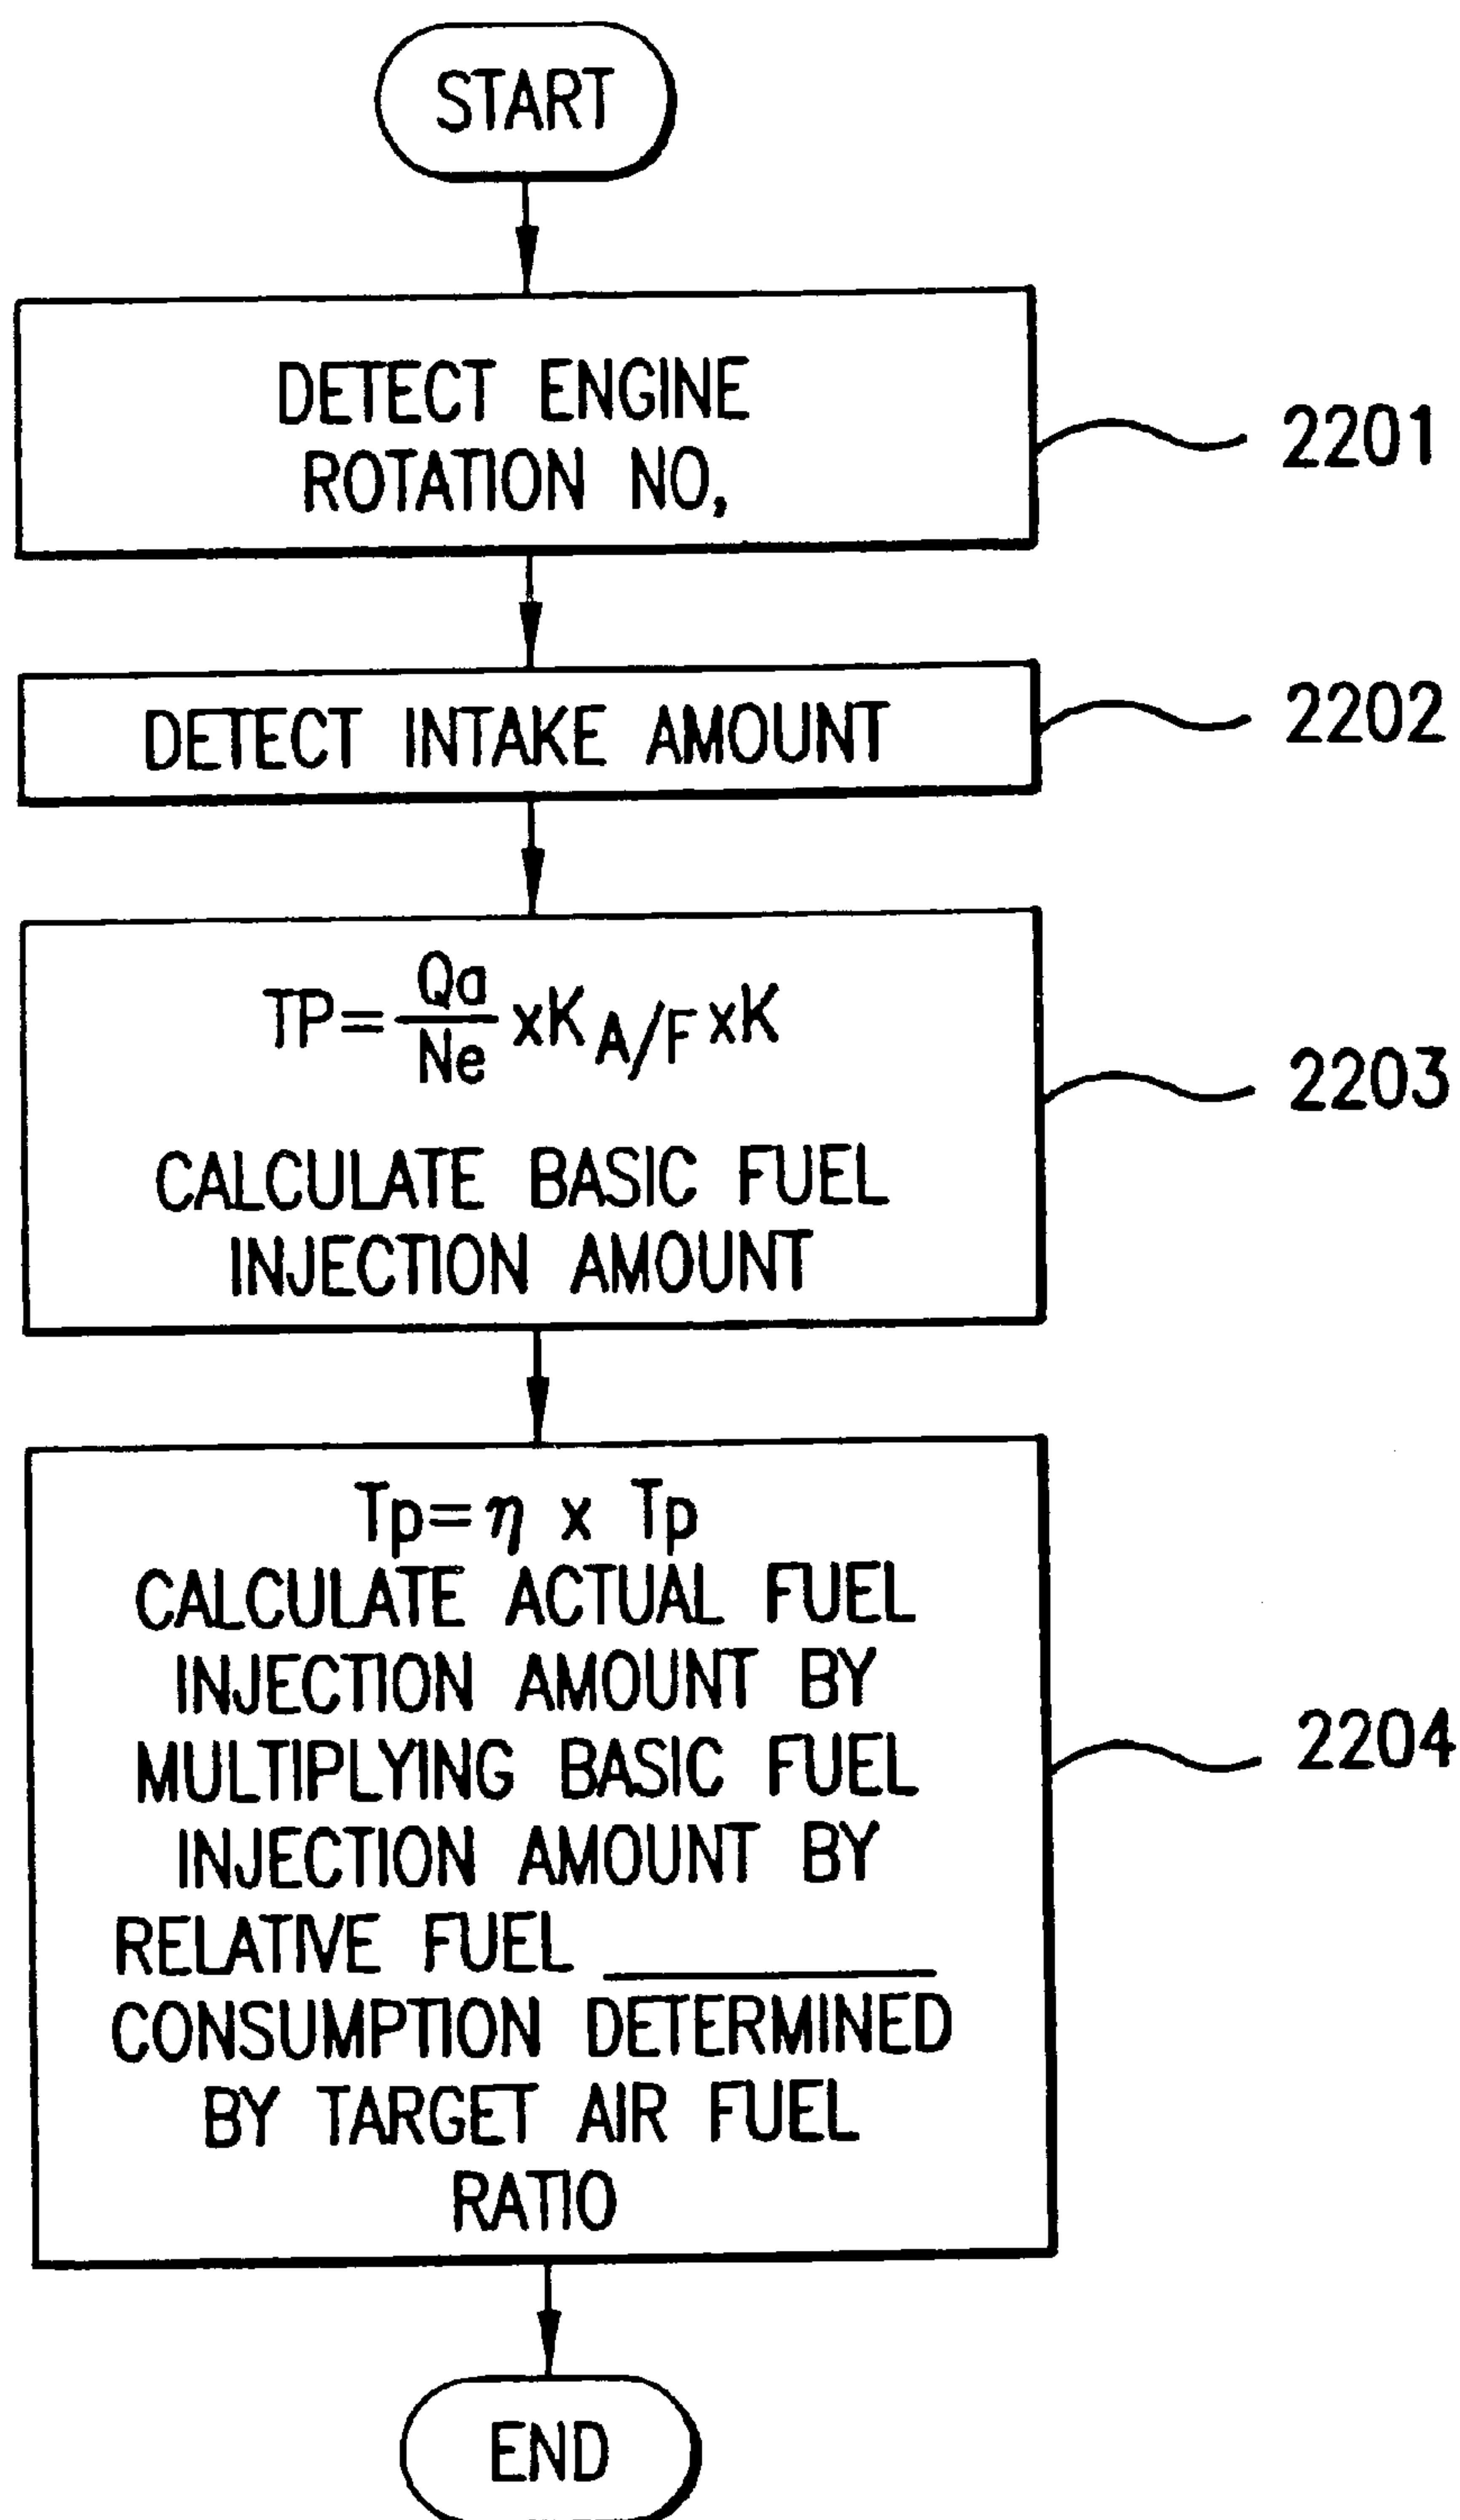 START
DETECT ENGINE
ROTATION NO,
2201
DETECT INTAKE AMOUNT
2202
TP=Qa/Ne xK A/F xK
CALCULATE BASIC FUEL
INJECTION AMOUNT
2203
Tp=η x Tp
CALCULATE ACTUAL FUEL
INJECTION AMOUNT BY
MULTIPLYING BASIC FUEL
INJECTION AMOUNT BY
RELATIVE FUEL
CONSUMPTION DETERMINED
BY TARGET AIR FUEL
RATIO
2204
END